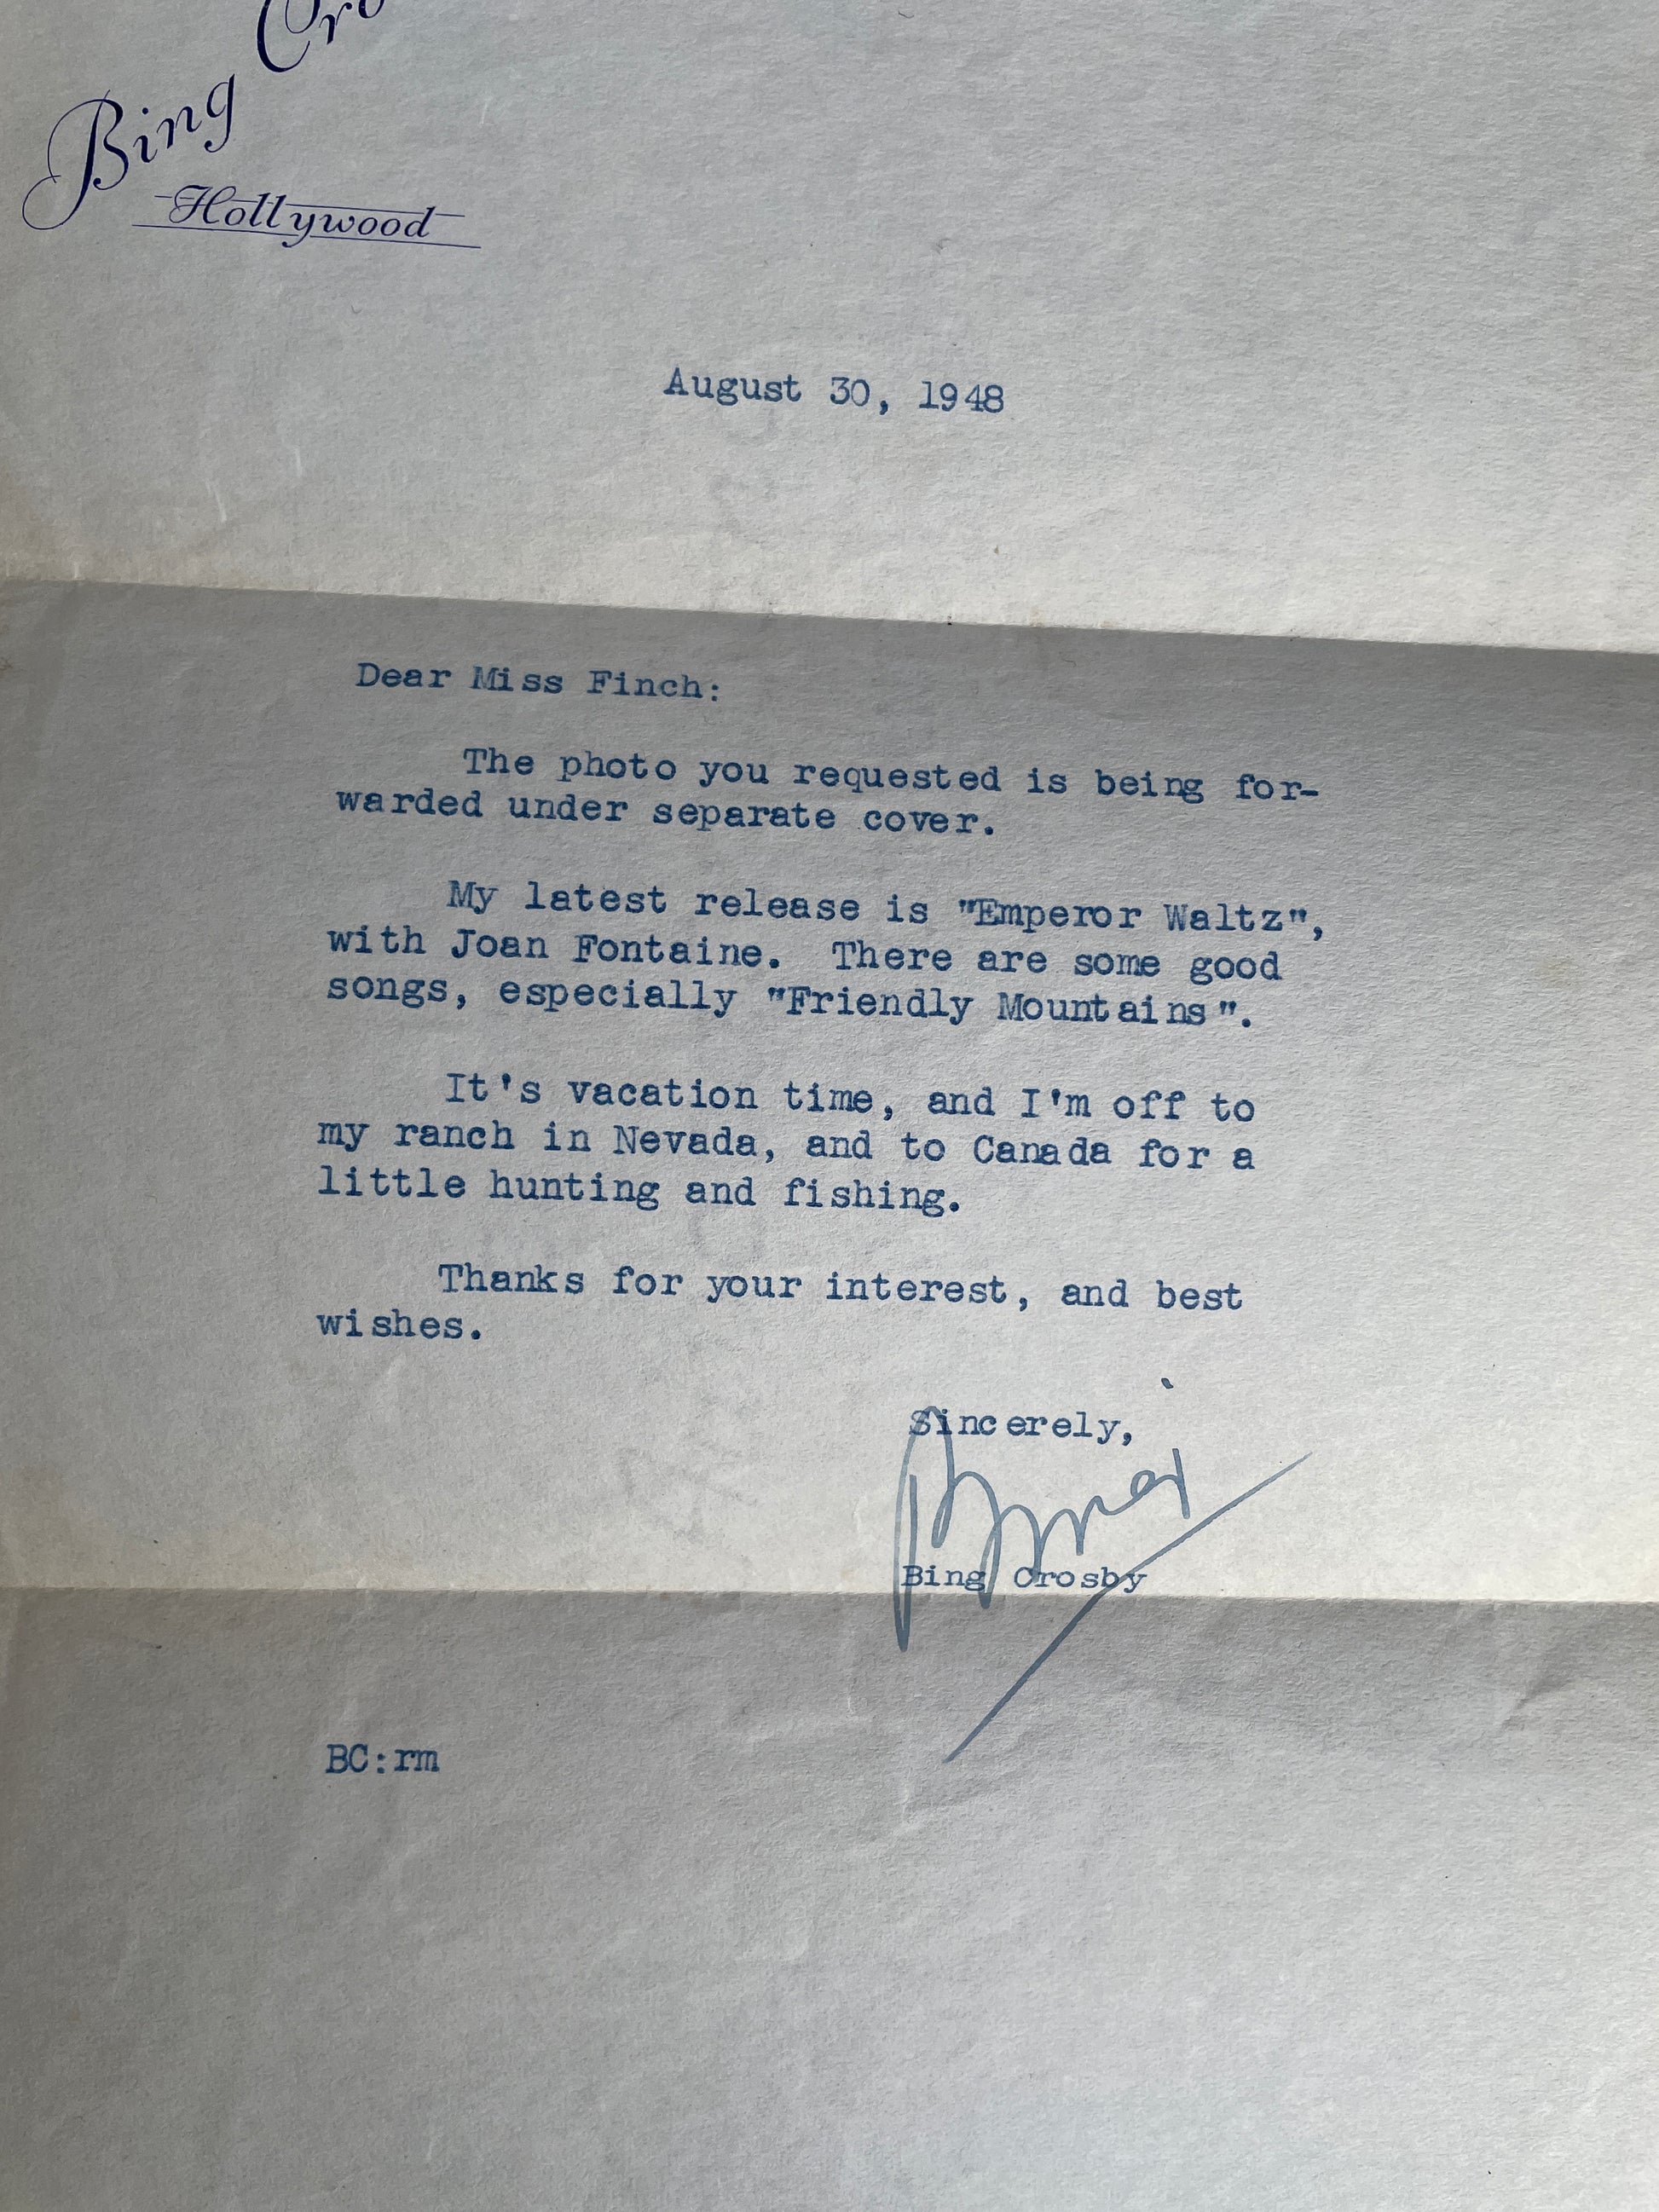 Bing Cro
Hollywood
August 30, 1948
Dear Miss Finch:
The photo you requested is being for-
warded under separate cover.
My latest release is "Emperor Waltz",
with Joan Fontaine. There are some good
songs, especially "Friendly Mountains".
It's vacation time, and I'm off to
my ranch in Nevada, and to Canada for a
little hunting and fishing.
Thanks for your interest, and best
wishes.
Sincerely,
Bing
Bing Crosby
BC:rm